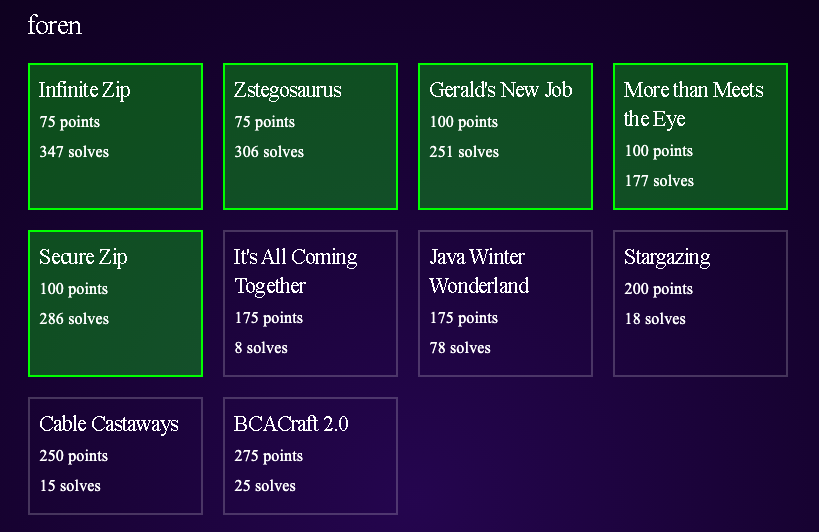 foren
Infinite Zip
75 points
347 solves
Zstegosaurus
75 points
306 solves
Gerald's New Job
100 points
251 solves
More than Meets
the Eye
100 points
177 solves
Secure Zip
100 points
286 solves
It's All Coming
Together
175 points
8 solves
Java Winter
Wonderland
175 points
78 solves
Stargazing
200 points
18 solves
Cable Castaways
250 points
15 solves
BCACraft 2.0
275 points
25 solves